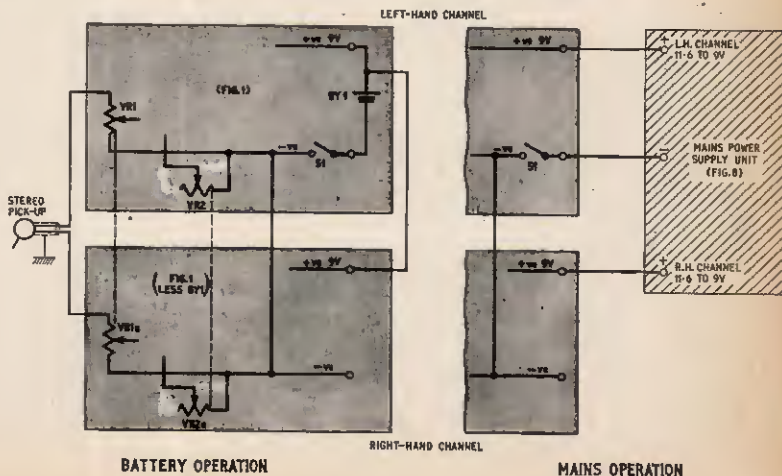 LEFT-HAND CHANNEL
+ve 9V
(FIG.1)
VR1
BY1
-ve
S1
VR2
STEREO
PICK-UP
+ve 9V
FIG.1
(LESS BY1)
VR1a
-ve
VR2a
RIGHT-HAND CHANNEL
BATTERY OPERATION
+ve 9V
+
L.H. CHANNEL
11·6 TO 9V
-ve
S1
-
MAINS POWER
SUPPLY UNIT
(FIG.8)
+ve 9V
+
R.H. CHANNEL
11·6 TO 9V
-ve
MAINS OPERATION